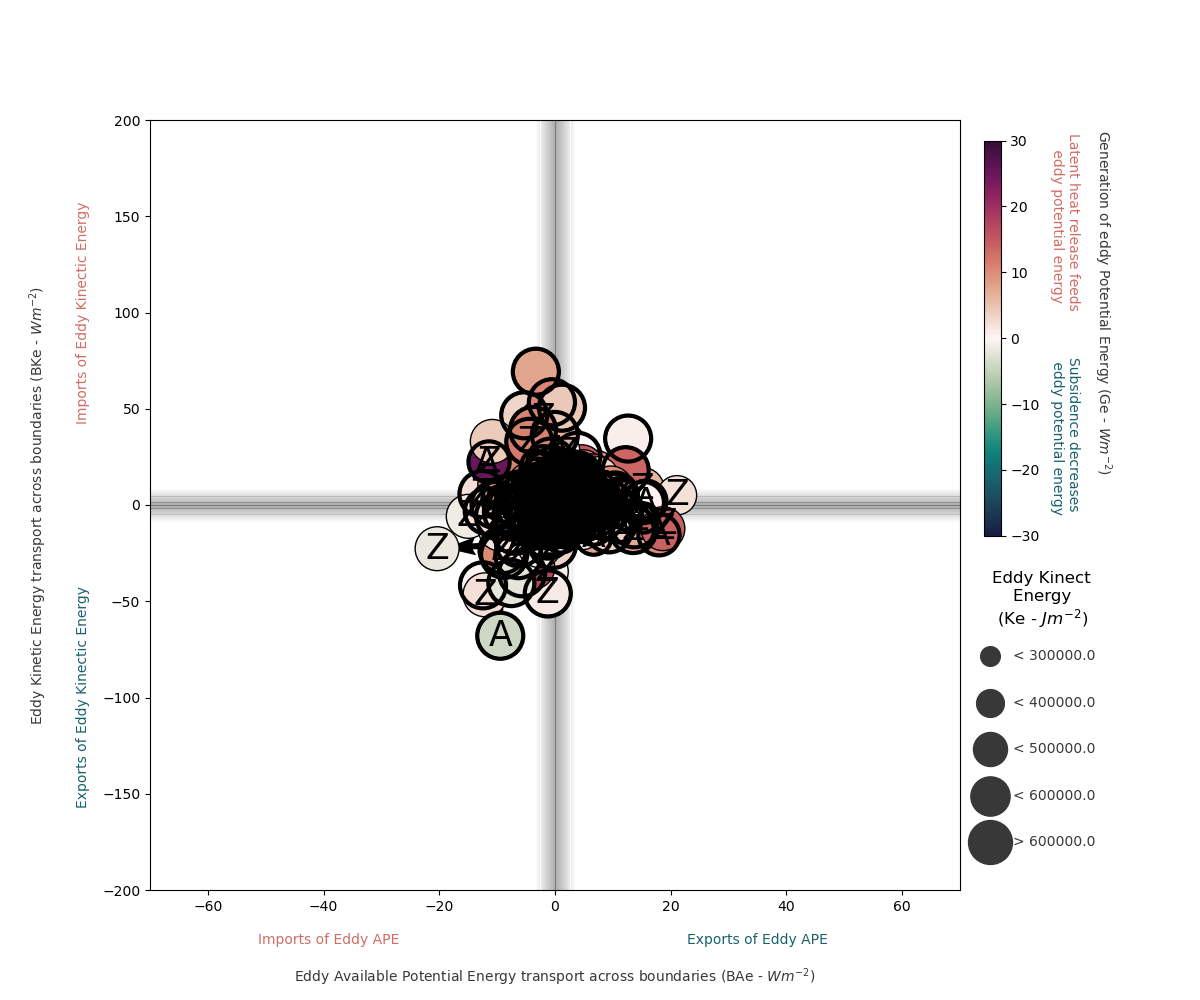 200
150
100
50
0
−50
−100
−150
−200
−60
−40
−20
0
20
40
60
Eddy Kinetic Energy transport across boundaries (BKe - Wm⁻²)
Imports of Eddy Kinectic Energy
Exports of Eddy Kinectic Energy
Imports of Eddy APE
Exports of Eddy APE
Eddy Available Potential Energy transport across boundaries (BAe - Wm⁻²)
A
Z
Z
Z
Z
A
Z
A
30
20
10
0
−10
−20
−30
Latent heat release feeds
eddy potential energy
Subsidence decreases
eddy potential energy
Generation of eddy Potential Energy (Ge - Wm⁻²)
Eddy Kinect
Energy
(Ke - Jm⁻²)
< 300000.0
< 400000.0
< 500000.0
< 600000.0
> 600000.0